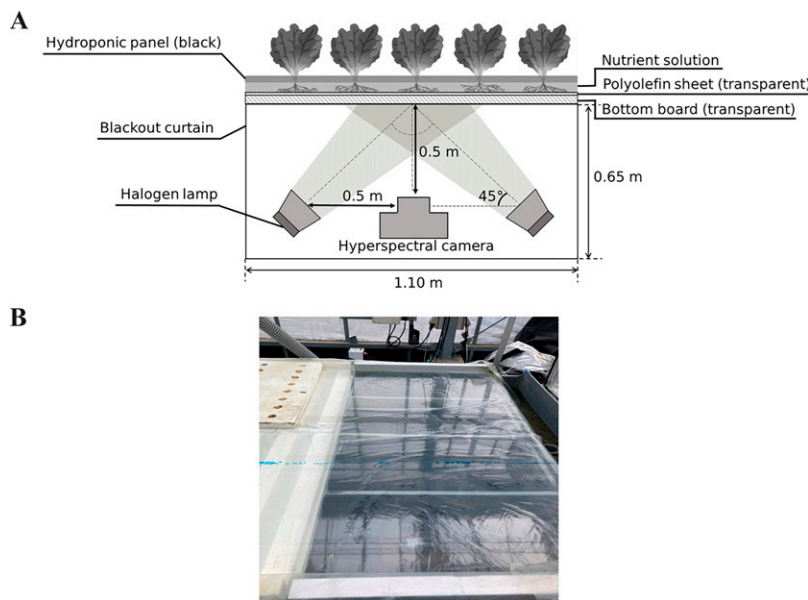 A
Hydroponic panel (black)
Nutrient solution
Polyolefin sheet (transparent)
Bottom board (transparent)
Blackout curtain
0.5 m
0.65 m
Halogen lamp
0.5 m
45°
Hyperspectral camera
1.10 m
B